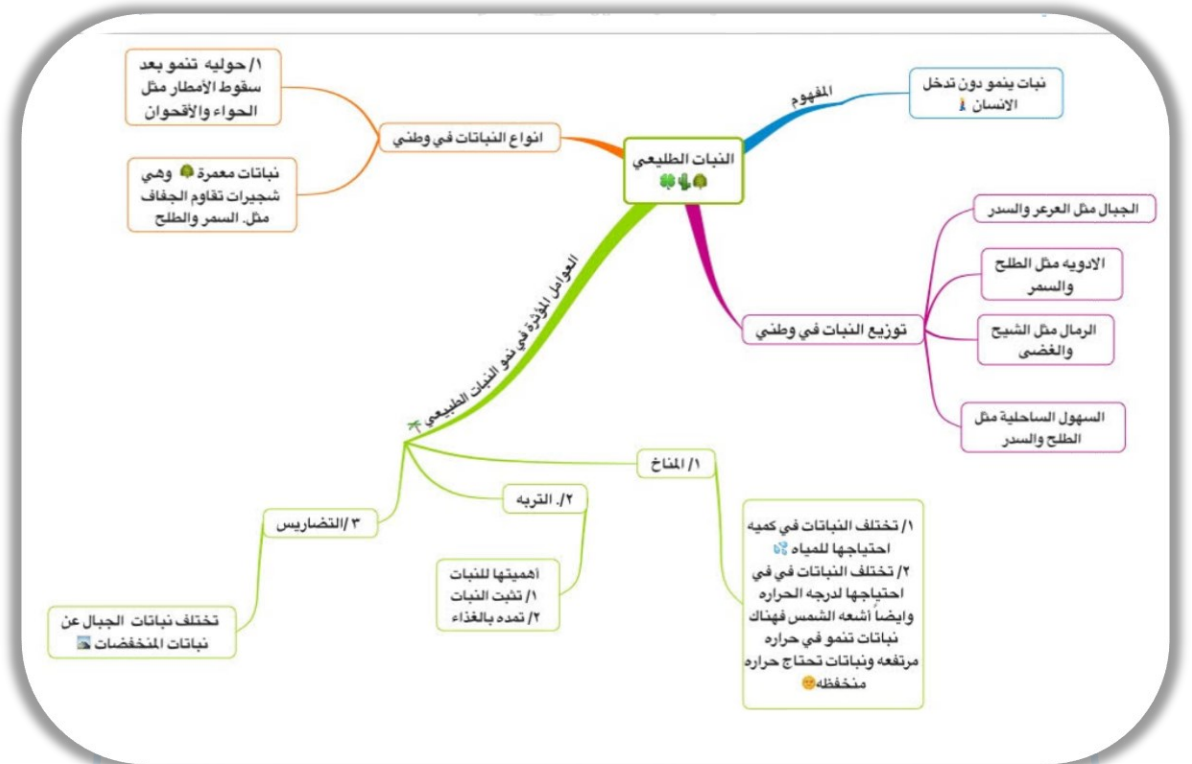 النبات الطليعي
المفهوم
نبات ينمو دون تدخل
الانسان
توزيع النبات في وطني
الجبال مثل العرعر والسدر
الادويه مثل الطلح
والسمر
الرمال مثل الشيح
والغضى
السهول الساحلية مثل
الطلح والسدر
انواع النباتات في وطني
١/ حوليه تنمو بعد
سقوط الأمطار مثل
الحواء والأقحوان
نباتات معمرة وهي
شجيرات تقاوم الجفاف
مثل. السمر والطلح
العوامل المؤثرة في نمو النبات الطبيعي
١/ المناخ
١/ تختلف النباتات في كميه
احتياجها للمياه
٢/ تختلف النباتات في في
احتياجها لدرجه الحراره
وايضاً أشعه الشمس فهناك
نباتات تنمو في حراره
مرتفعه ونباتات تحتاج حراره
منخفظه
٢/. التربه
أهميتها للنبات
١/ تثبت النبات
٢/ تمده بالغذاء
٣ /التضاريس
تختلف نباتات الجبال عن
نباتات المنخفضات